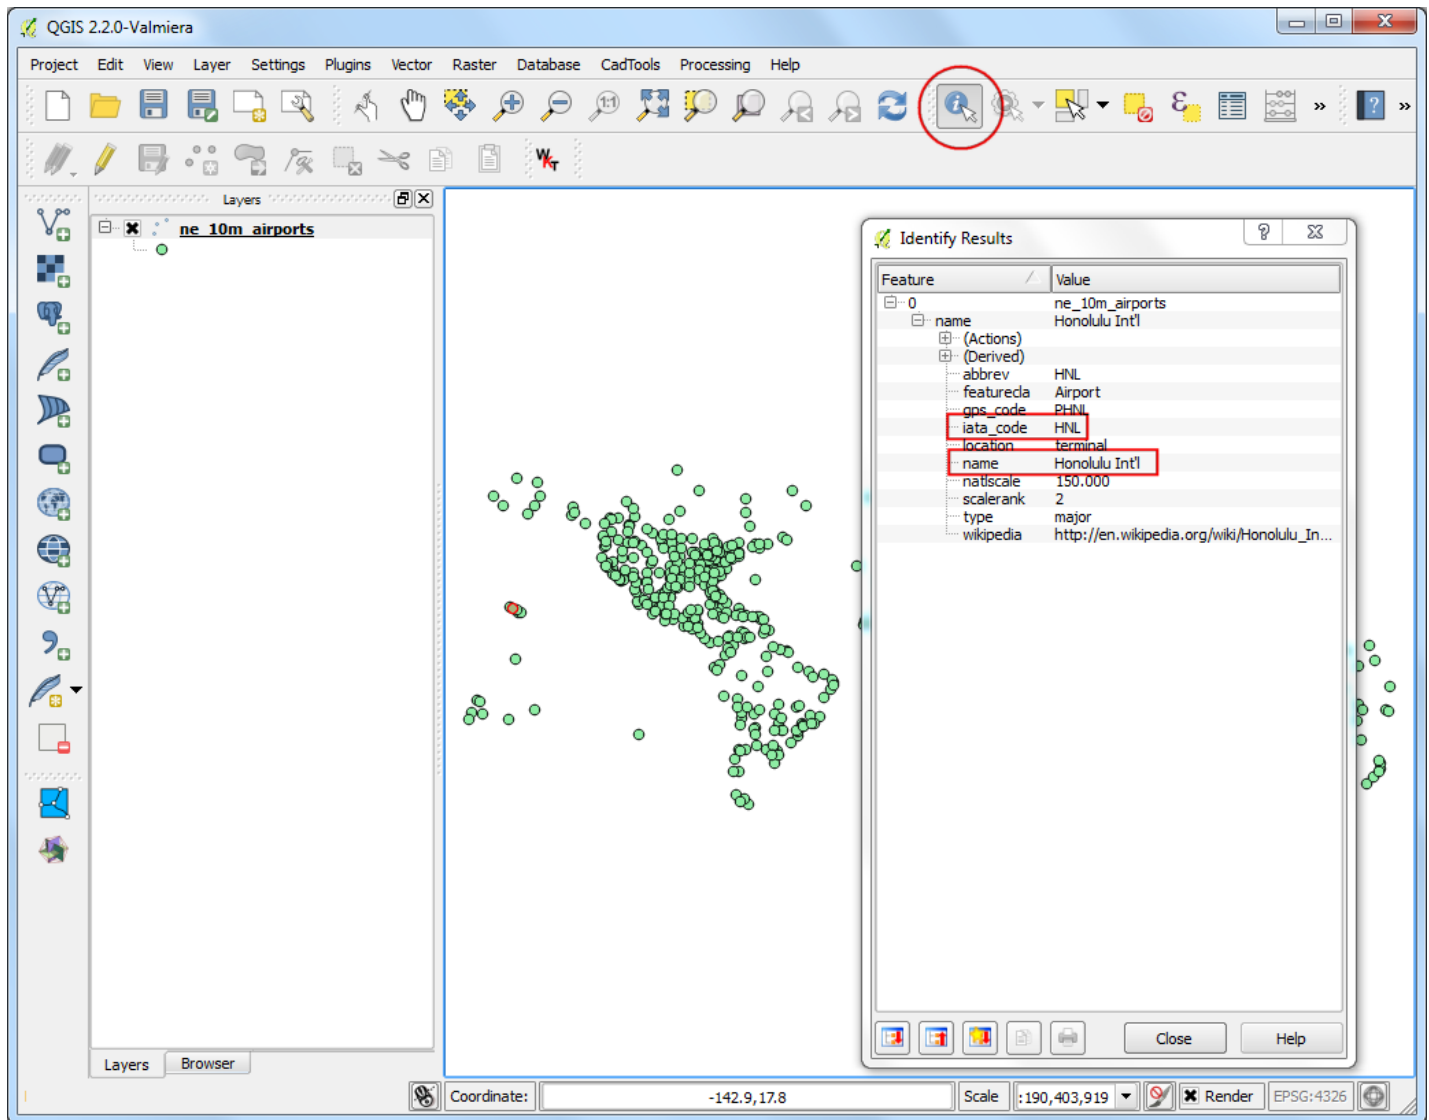 QGIS 2.2.0-Valmiera
Project Edit View Layer Settings Plugins Vector Raster Database CadTools Processing Help
1:1
?
WKT
Layers
ne_10m_airports
Identify Results
Feature Value
0 ne_10m_airports
name Honolulu Int'l
(Actions)
(Derived)
abbrev HNL
featurecla Airport
gps_code PHNL
iata_code HNL
location terminal
name Honolulu Int'l
natlscale 150.000
scalerank 2
type major
wikipedia http://en.wikipedia.org/wiki/Honolulu_In...
Close Help
Layers Browser
Coordinate: -142.9,17.8 Scale :190,403,919 Render EPSG:4326